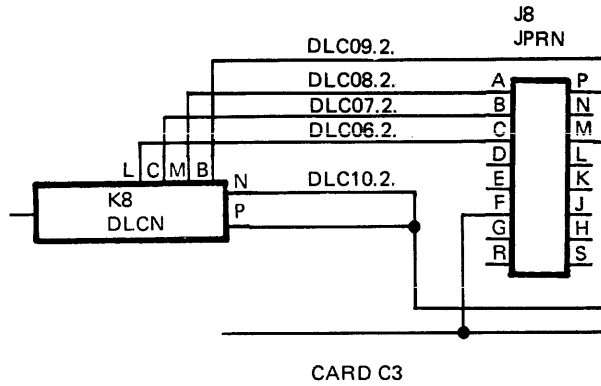 J8
JPRN
DLC09.2.
DLC08.2.
DLC07.2.
DLC06.2.
A P
B N
C M
D L
E K
F J
G H
R S
L C M B
N
DLC10.2.
P
K8
DLCN
CARD C3